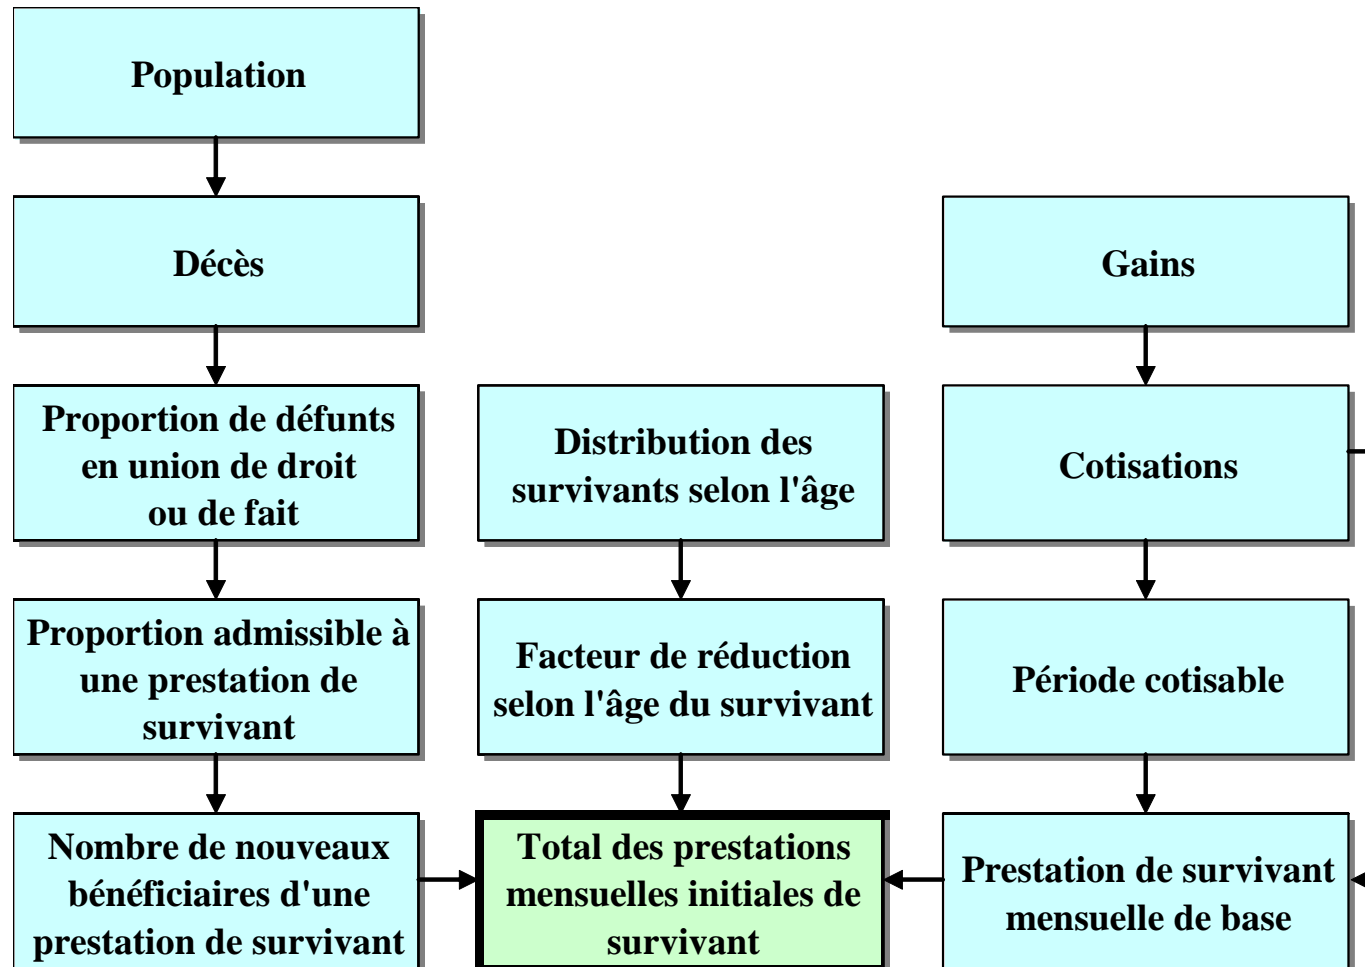 Population
Décès
Gains
Proportion de défunts
en union de droit
ou de fait
Distribution des
survivants selon l'âge
Cotisations
Proportion admissible à
une prestation de
survivant
Facteur de réduction
selon l'âge du survivant
Période cotisable
Nombre de nouveaux
bénéficiaires d'une
prestation de survivant
Total des prestations
mensuelles initiales de
survivant
Prestation de survivant
mensuelle de base